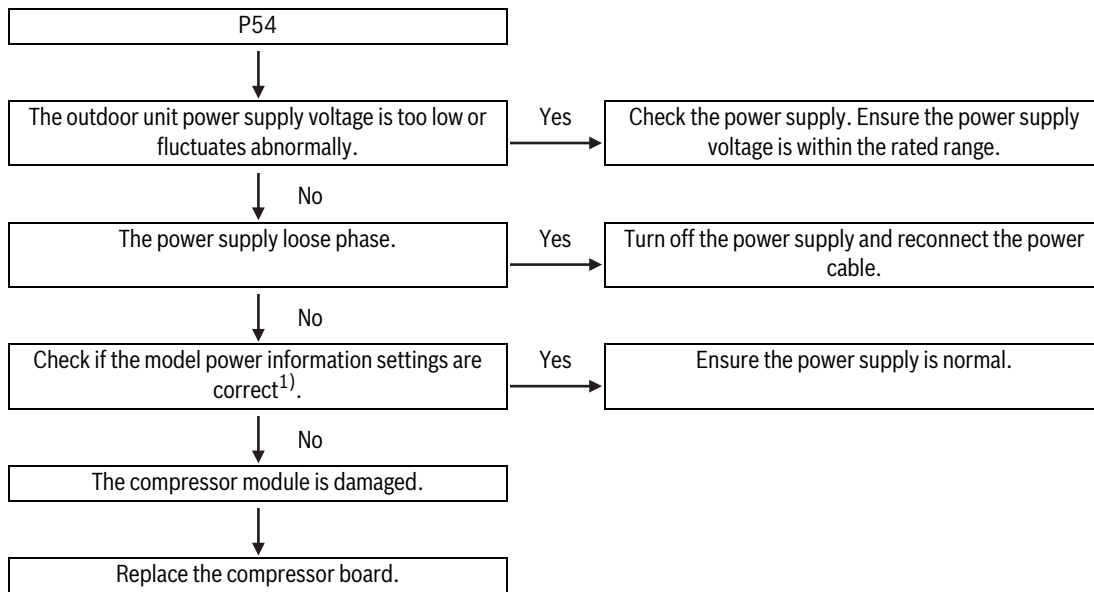 P54
The outdoor unit power supply voltage is too low or
fluctuates abnormally.
Yes
Check the power supply. Ensure the power supply
voltage is within the rated range.
No
The power supply loose phase.
Yes
Turn off the power supply and reconnect the power
cable.
No
Check if the model power information settings are
correct1).
Yes
Ensure the power supply is normal.
No
The compressor module is damaged.
Replace the compressor board.